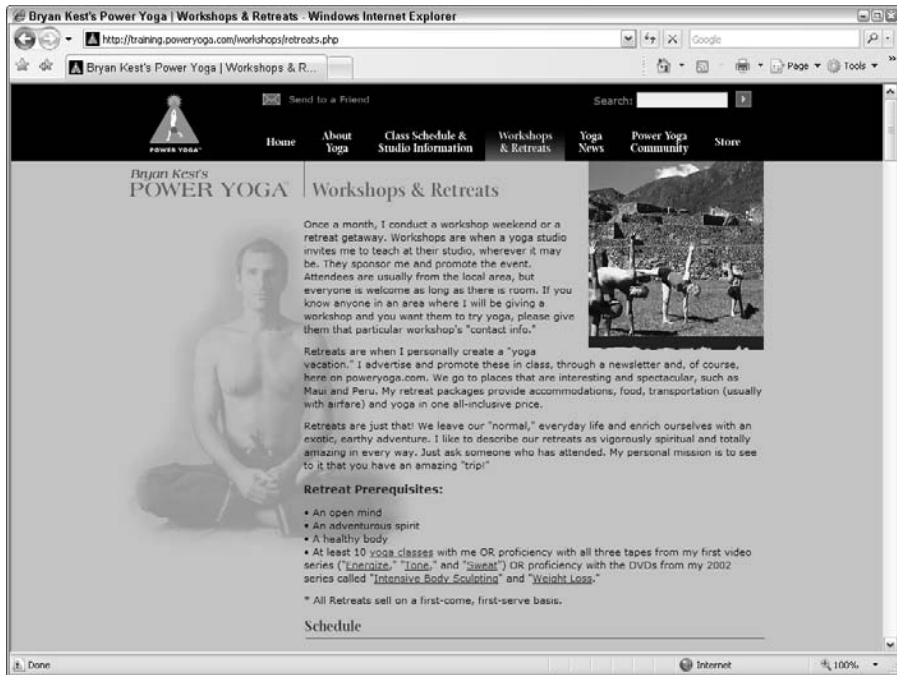 Bryan Kest's Power Yoga | Workshops & Retreats - Windows Internet Explorer
http://training.poweryoga.com/workshops/retreats.php
Google
Bryan Kest's Power Yoga | Workshops & R...
Page
Tools
Send to a Friend
Search:
POWER YOGA
Home
About
Yoga
Class Schedule &
Studio Information
Workshops
& Retreats
Yoga
News
Power Yoga
Community
Store
Bryan Kest's
POWER YOGA
Workshops & Retreats
Once a month, I conduct a workshop weekend or a
retreat getaway. Workshops are when a yoga studio
invites me to teach at their studio, wherever it may
be. They sponsor me and promote the event.
Attendees are usually from the local area, but
everyone is welcome as long as there is room. If you
know anyone in an area where I will be giving a
workshop and you want them to try yoga, please give
them that particular workshop's "contact info."
Retreats are when I personally create a "yoga
vacation." I advertise and promote these in class, through a newsletter and, of course,
here on poweryoga.com. We go to places that are interesting and spectacular, such as
Maui and Peru. My retreat packages provide accommodations, food, transportation (usually
with airfare) and yoga in one all-inclusive price.
Retreats are just that! We leave our "normal," everyday life and enrich ourselves with an
exotic, earthy adventure. I like to describe our retreats as vigorously spiritual and totally
amazing in every way. Just ask someone who has attended. My personal mission is to see
to it that you have an amazing "trip!"
Retreat Prerequisites:
• An open mind
• An adventurous spirit
• A healthy body
• At least 10 yoga classes with me OR proficiency with all three tapes from my first video
series ("Energize," "Tone," and "Sweat") OR proficiency with the DVDs from my 2002
series called "Intensive Body Sculpting" and "Weight Loss."
* All Retreats sell on a first-come, first-serve basis.
Schedule
Done
Internet
100%